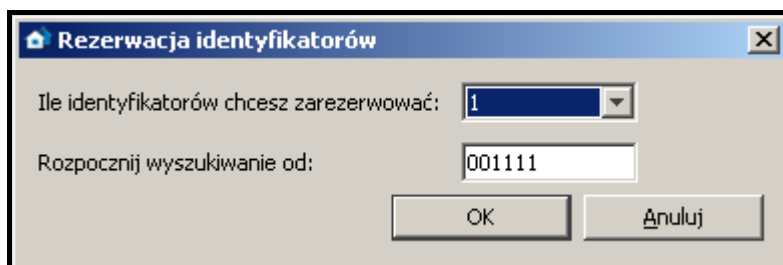 Rezerwacja identyfikatorów
Ile identyfikatorów chcesz zarezerwować: 1
Rozpocznij wyszukiwanie od: 001111
OK Anuluj